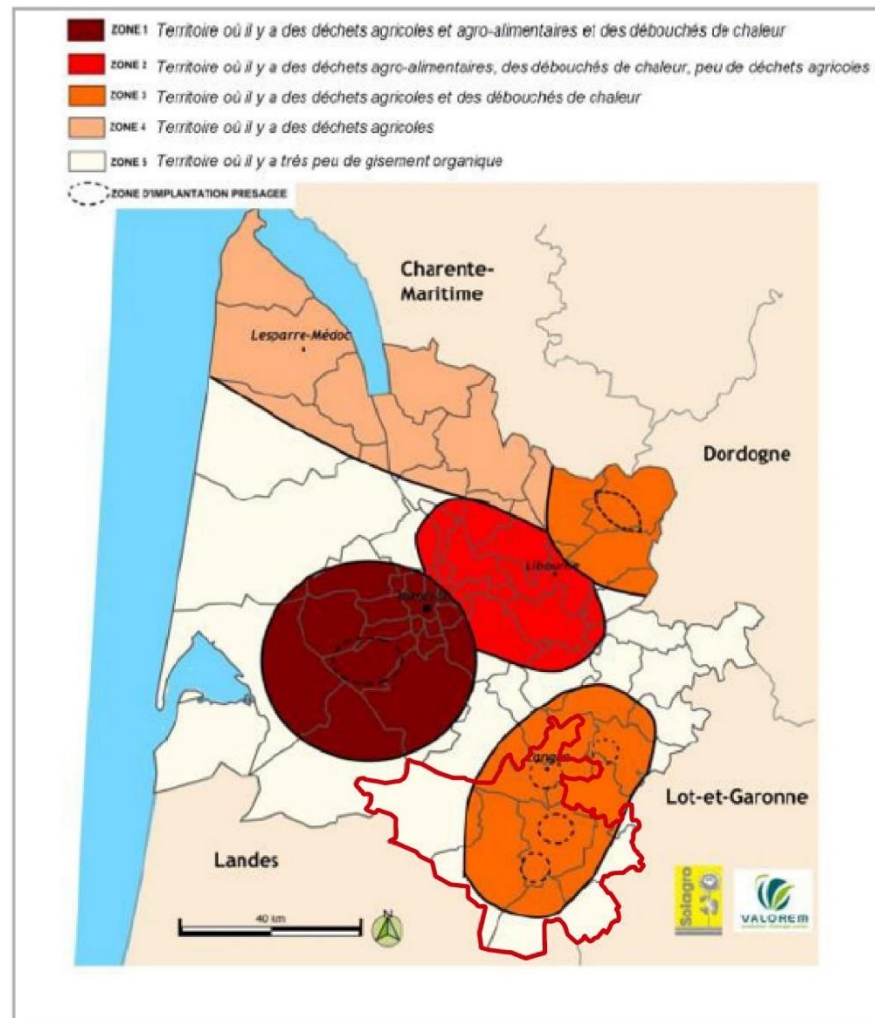 ZONE 1 Territoire où il y a des déchets agricoles et agro-alimentaires et des débouchés de chaleur
ZONE 2 Territoire où il y a des déchets agro-alimentaires, des débouchés de chaleur, peu de déchets agricoles
ZONE 3 Territoire où il y a des déchets agricoles et des débouchés de chaleur
ZONE 4 Territoire où il y a des déchets agricoles
ZONE 5 Territoire où il y a très peu de gisement organique
ZONE D'IMPLANTATION PRESAGEE
Charente-
Maritime
Lesparre-Médoc
Dordogne
Libourne
Langon
Lot-et-Garonne
Landes
40 km
Solagro
VALOREM